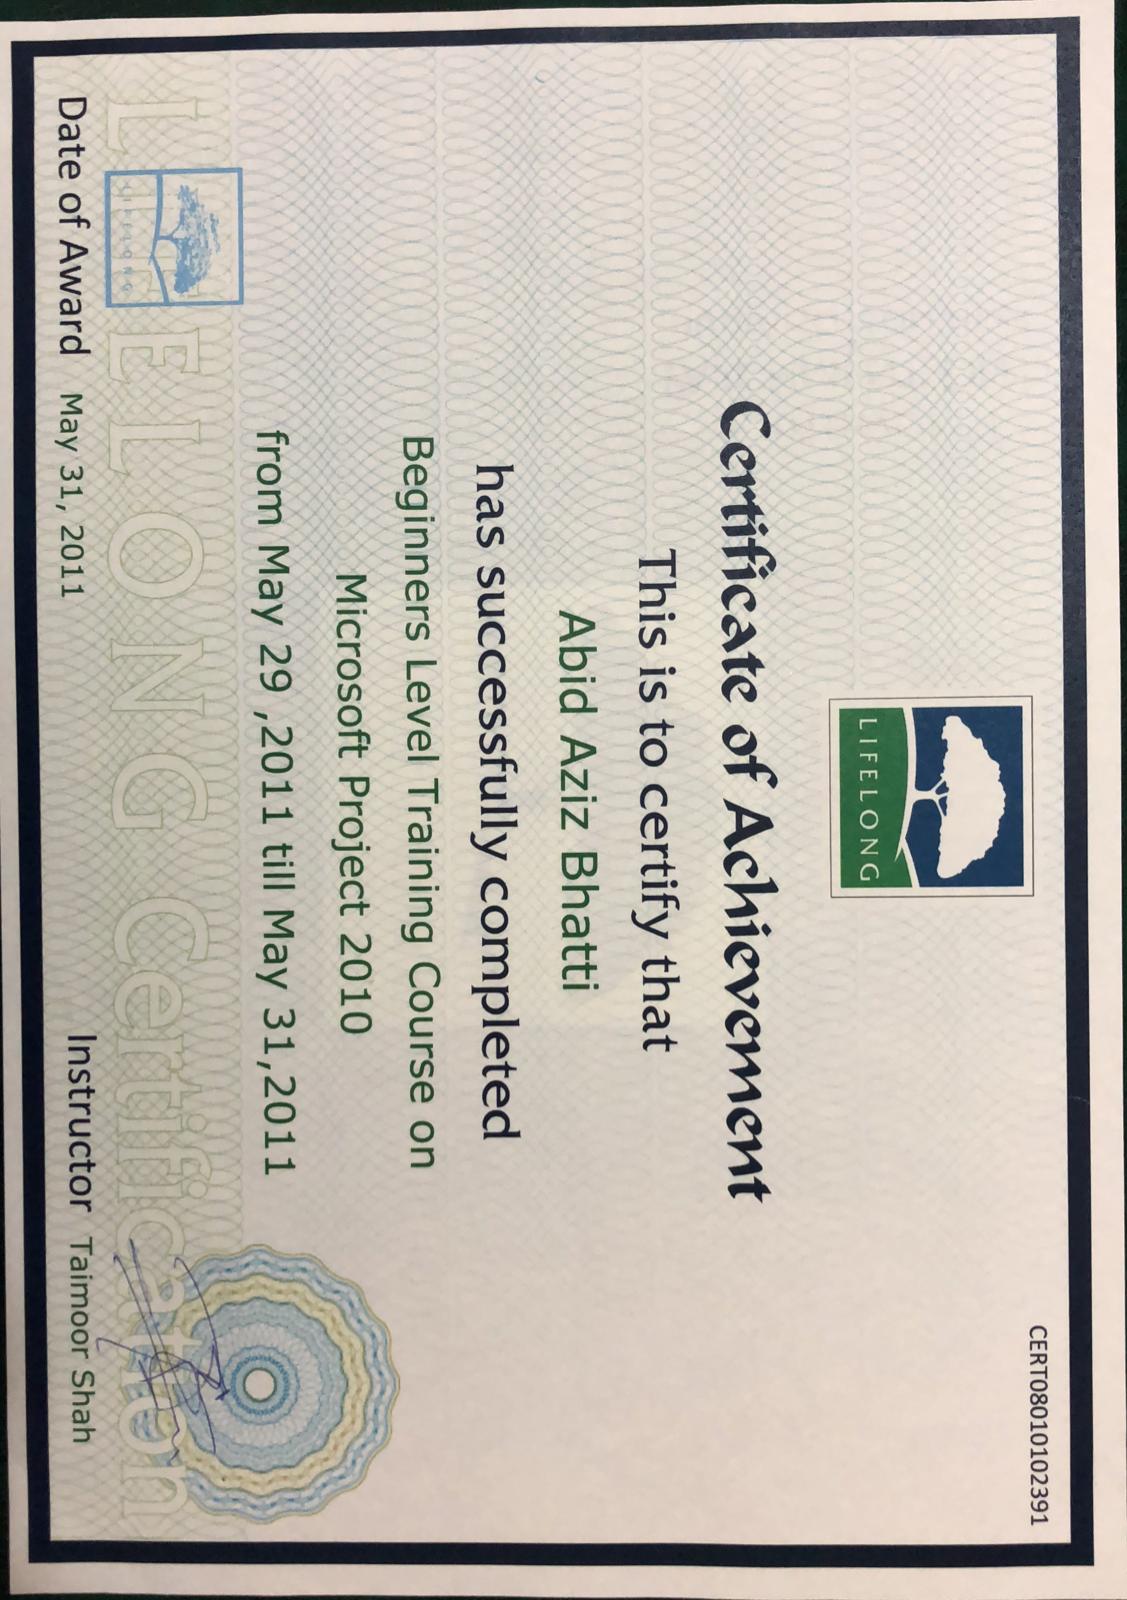 CERT08010102391
LIFELONG
Certificate of Achievement
This is to certify that
Abid Aziz Bhatti
has successfully completed
Beginners Level Training Course on
Microsoft Project 2010
from May 29 ,2011 till May 31,2011
LIFELONG
LIFELONG Certification
Date of Award May 31, 2011
Instructor Taimoor Shah